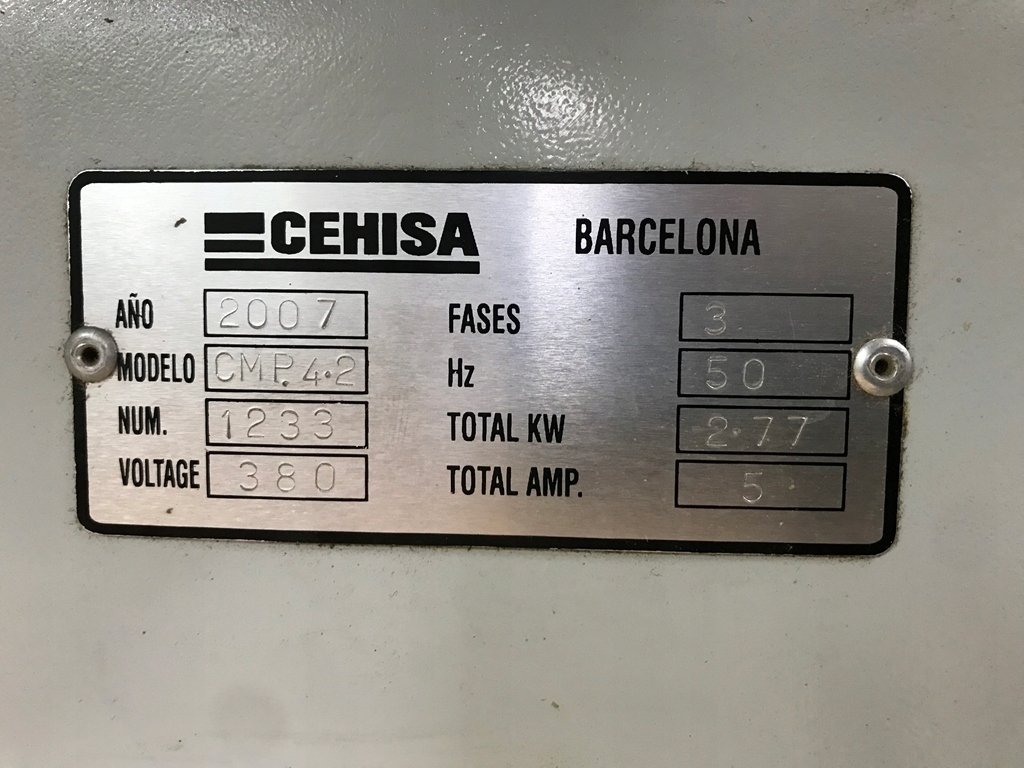 CEHISA BARCELONA
AÑO 2007 FASES 3
MODELO CMP.4.2 Hz 50
NUM. 1233 TOTAL KW 2.77
VOLTAGE 380 TOTAL AMP. 5